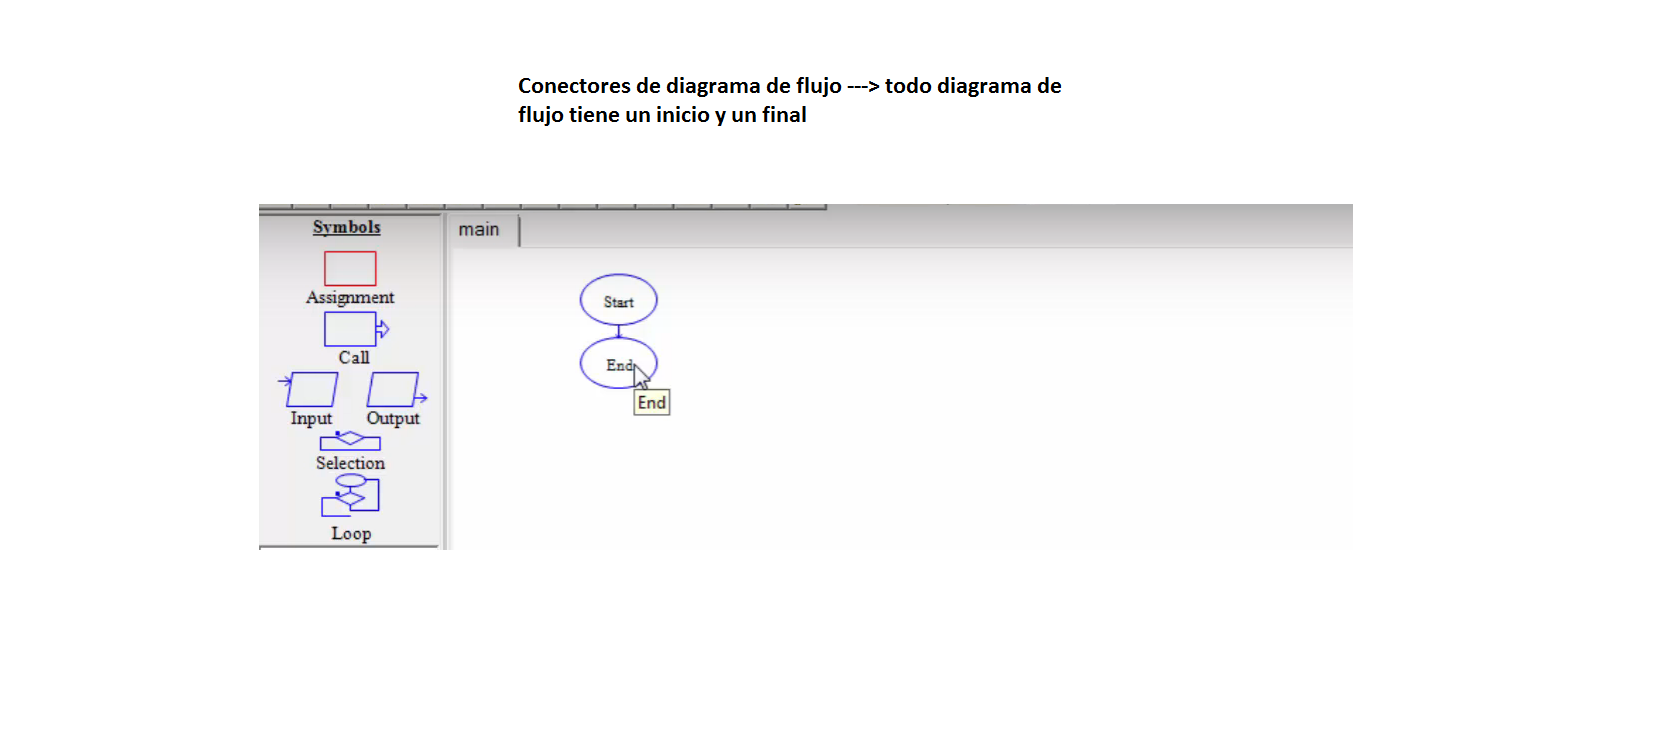 Conectores de diagrama de flujo ---> todo diagrama de
flujo tiene un inicio y un final
Symbols
main
Assignment
Start
Call
End
End
Input Output
Selection
Loop